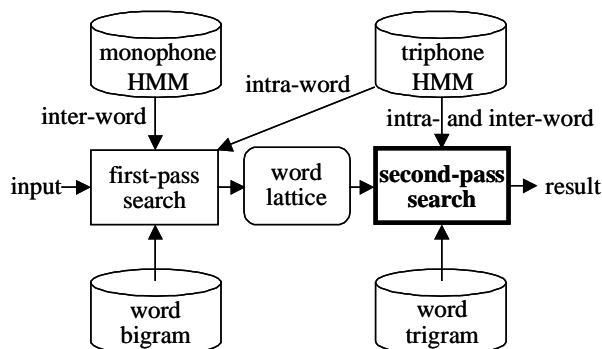 monophone
HMM
triphone
HMM
intra-word
inter-word
intra- and inter-word
input
first-pass
search
word
lattice
second-pass
search
result
word
bigram
word
trigram